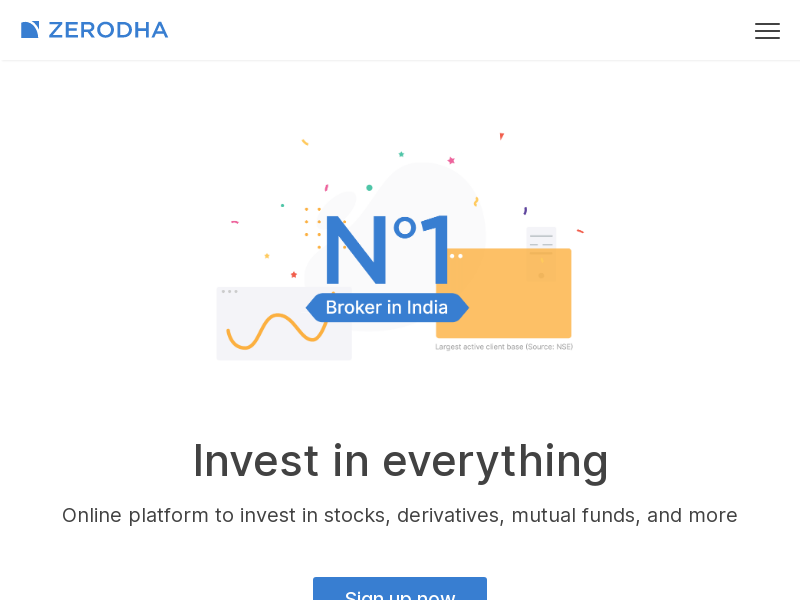 ZERODHA
N°1
Broker in India
Largest active client base (Source: NSE)
Invest in everything
Online platform to invest in stocks, derivatives, mutual funds, and more
Sign up now